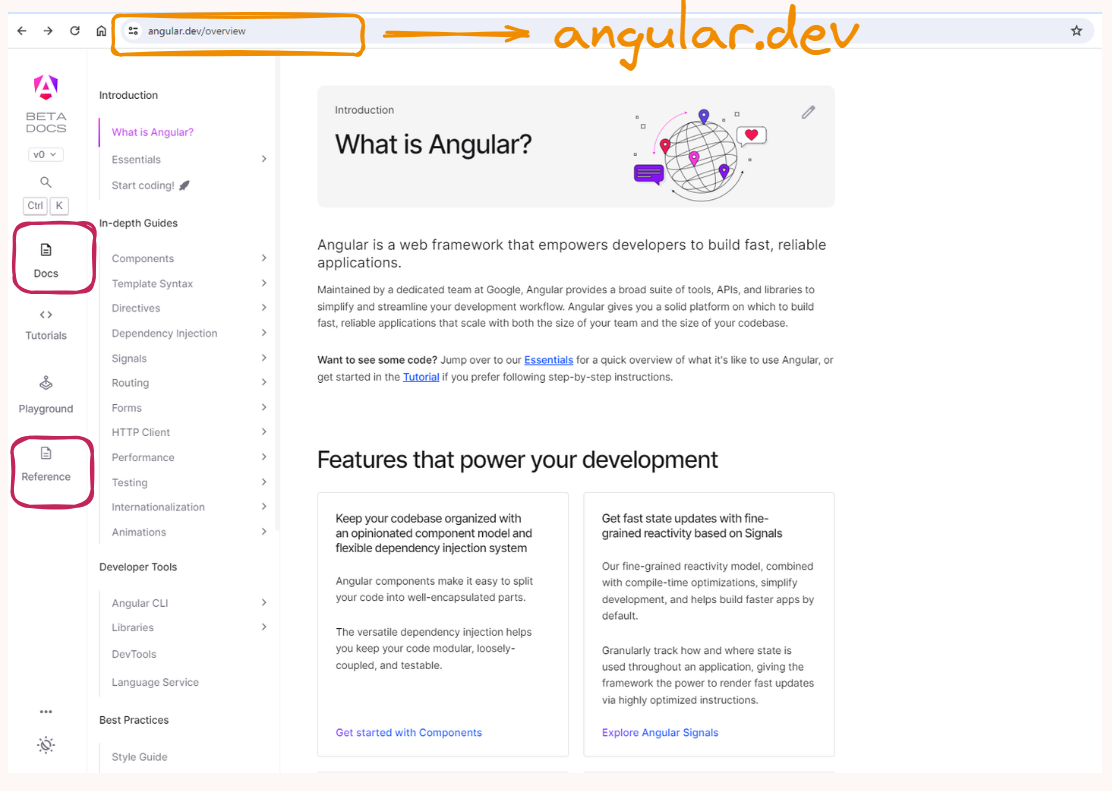 angular.dev/overview
angular.dev
BETA
DOCS
v0
Ctrl K
Docs
Tutorials
Playground
Reference
Introduction
What is Angular?
Essentials
Start coding!
In-depth Guides
Components
Template Syntax
Directives
Dependency Injection
Signals
Routing
Forms
HTTP Client
Performance
Testing
Internationalization
Animations
Developer Tools
Angular CLI
Libraries
DevTools
Language Service
Best Practices
Style Guide
Introduction
What is Angular?
Angular is a web framework that empowers developers to build fast, reliable
applications.
Maintained by a dedicated team at Google, Angular provides a broad suite of tools, APIs, and libraries to
simplify and streamline your development workflow. Angular gives you a solid platform on which to build
fast, reliable applications that scale with both the size of your team and the size of your codebase.
Want to see some code? Jump over to our Essentials for a quick overview of what it's like to use Angular, or
get started in the Tutorial if you prefer following step-by-step instructions.
Features that power your development
Keep your codebase organized with
an opinionated component model and
flexible dependency injection system
Angular components make it easy to split
your code into well-encapsulated parts.
The versatile dependency injection helps
you keep your code modular, loosely-
coupled, and testable.
Get started with Components
Get fast state updates with fine-
grained reactivity based on Signals
Our fine-grained reactivity model, combined
with compile-time optimizations, simplify
development, and helps build faster apps by
default.
Granularly track how and where state is
used throughout an application, giving the
framework the power to render fast updates
via highly optimized instructions.
Explore Angular Signals